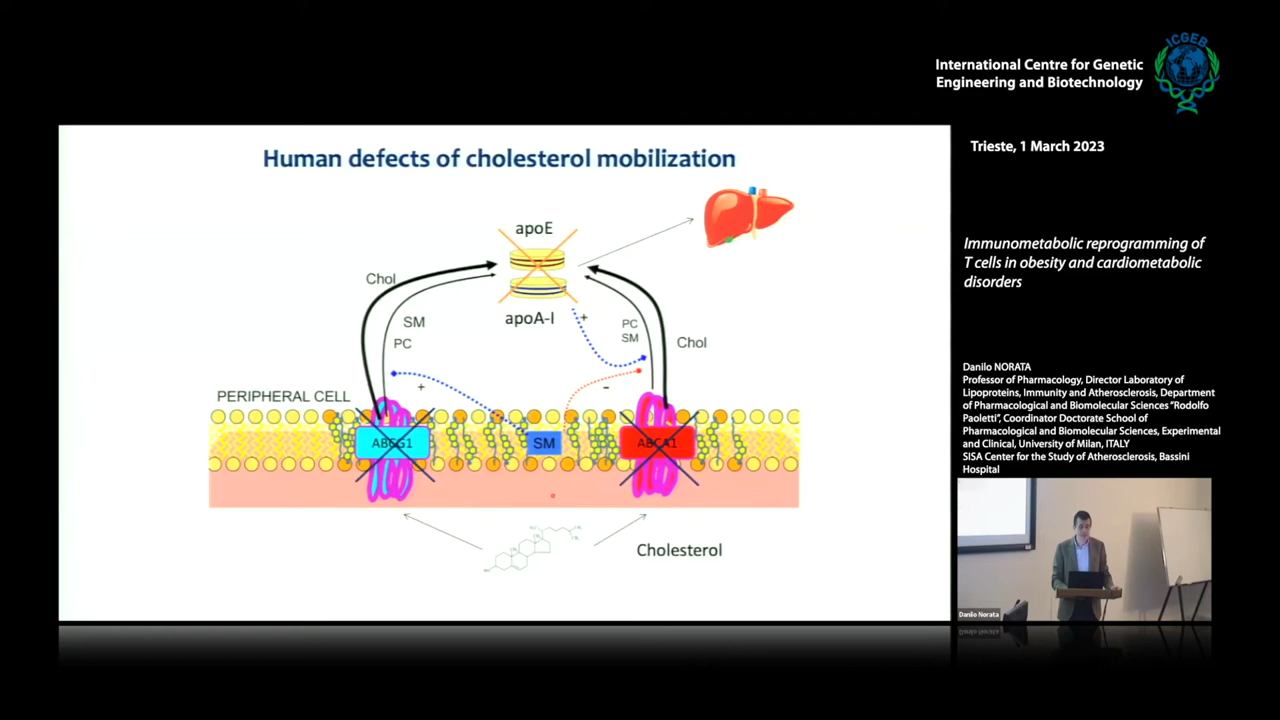 International Centre for Genetic
Engineering and Biotechnology
ICGEB
Trieste, 1 March 2023
Human defects of cholesterol mobilization
apoE
Chol
SM
PC
apoA-I
+
PC
SM
Chol
PERIPHERAL CELL
+
-
ABCG1
SM
ABCA1
Cholesterol
Immunometabolic reprogramming of
T cells in obesity and cardiometabolic
disorders
Danilo NORATA
Professor of Pharmacology, Director Laboratory of
Lipoproteins, Immunity and Atherosclerosis, Department
of Pharmacological and Biomolecular Sciences “Rodolfo
Paoletti”, Coordinator Doctorate School of
Pharmacological and Biomolecular Sciences, Experimental
and Clinical, University of Milan, ITALY
SISA Center for the Study of Atherosclerosis, Bassini
Hospital
Danilo Norata